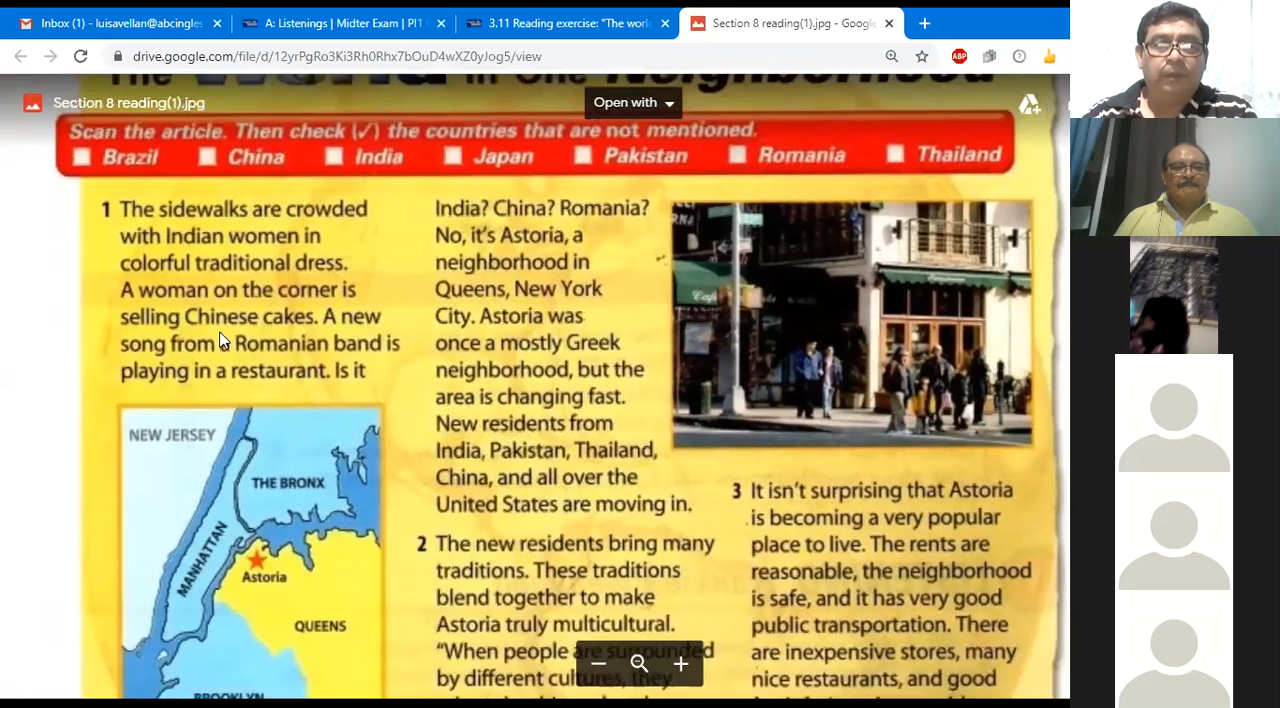 Inbox (1) - luisavellan@abcingles
A: Listenings | Midter Exam | PI1
3.11 Reading exercise: "The worl
Section 8 reading(1).jpg - Google
drive.google.com/file/d/12yrPgRo3Ki3Rh0Rhx7bOuD4wXZ0yJog5/view
ABP
The World in One Neighborhood
Section 8 reading(1).jpg
Open with
Scan the article. Then check (✓) the countries that are not mentioned.
Brazil China India Japan Pakistan Romania Thailand
1 The sidewalks are crowded
with Indian women in
colorful traditional dress.
A woman on the corner is
selling Chinese cakes. A new
song from Romanian band is
playing in a restaurant. Is it
NEW JERSEY
THE BRONX
MANHATTAN
Astoria
QUEENS
BROOKLYN
India? China? Romania?
No, it's Astoria, a
neighborhood in
Queens, New York
City. Astoria was
once a mostly Greek
neighborhood, but the
area is changing fast.
New residents from
India, Pakistan, Thailand,
China, and all over the
United States are moving in.
2 The new residents bring many
traditions. These traditions
blend together to make
Astoria truly multicultural.
"When people are surrounded
by different cultures, they
3 It isn't surprising that Astoria
is becoming a very popular
place to live. The rents are
reasonable, the neighborhood
is safe, and it has very good
public transportation. There
are inexpensive stores, many
nice restaurants, and good